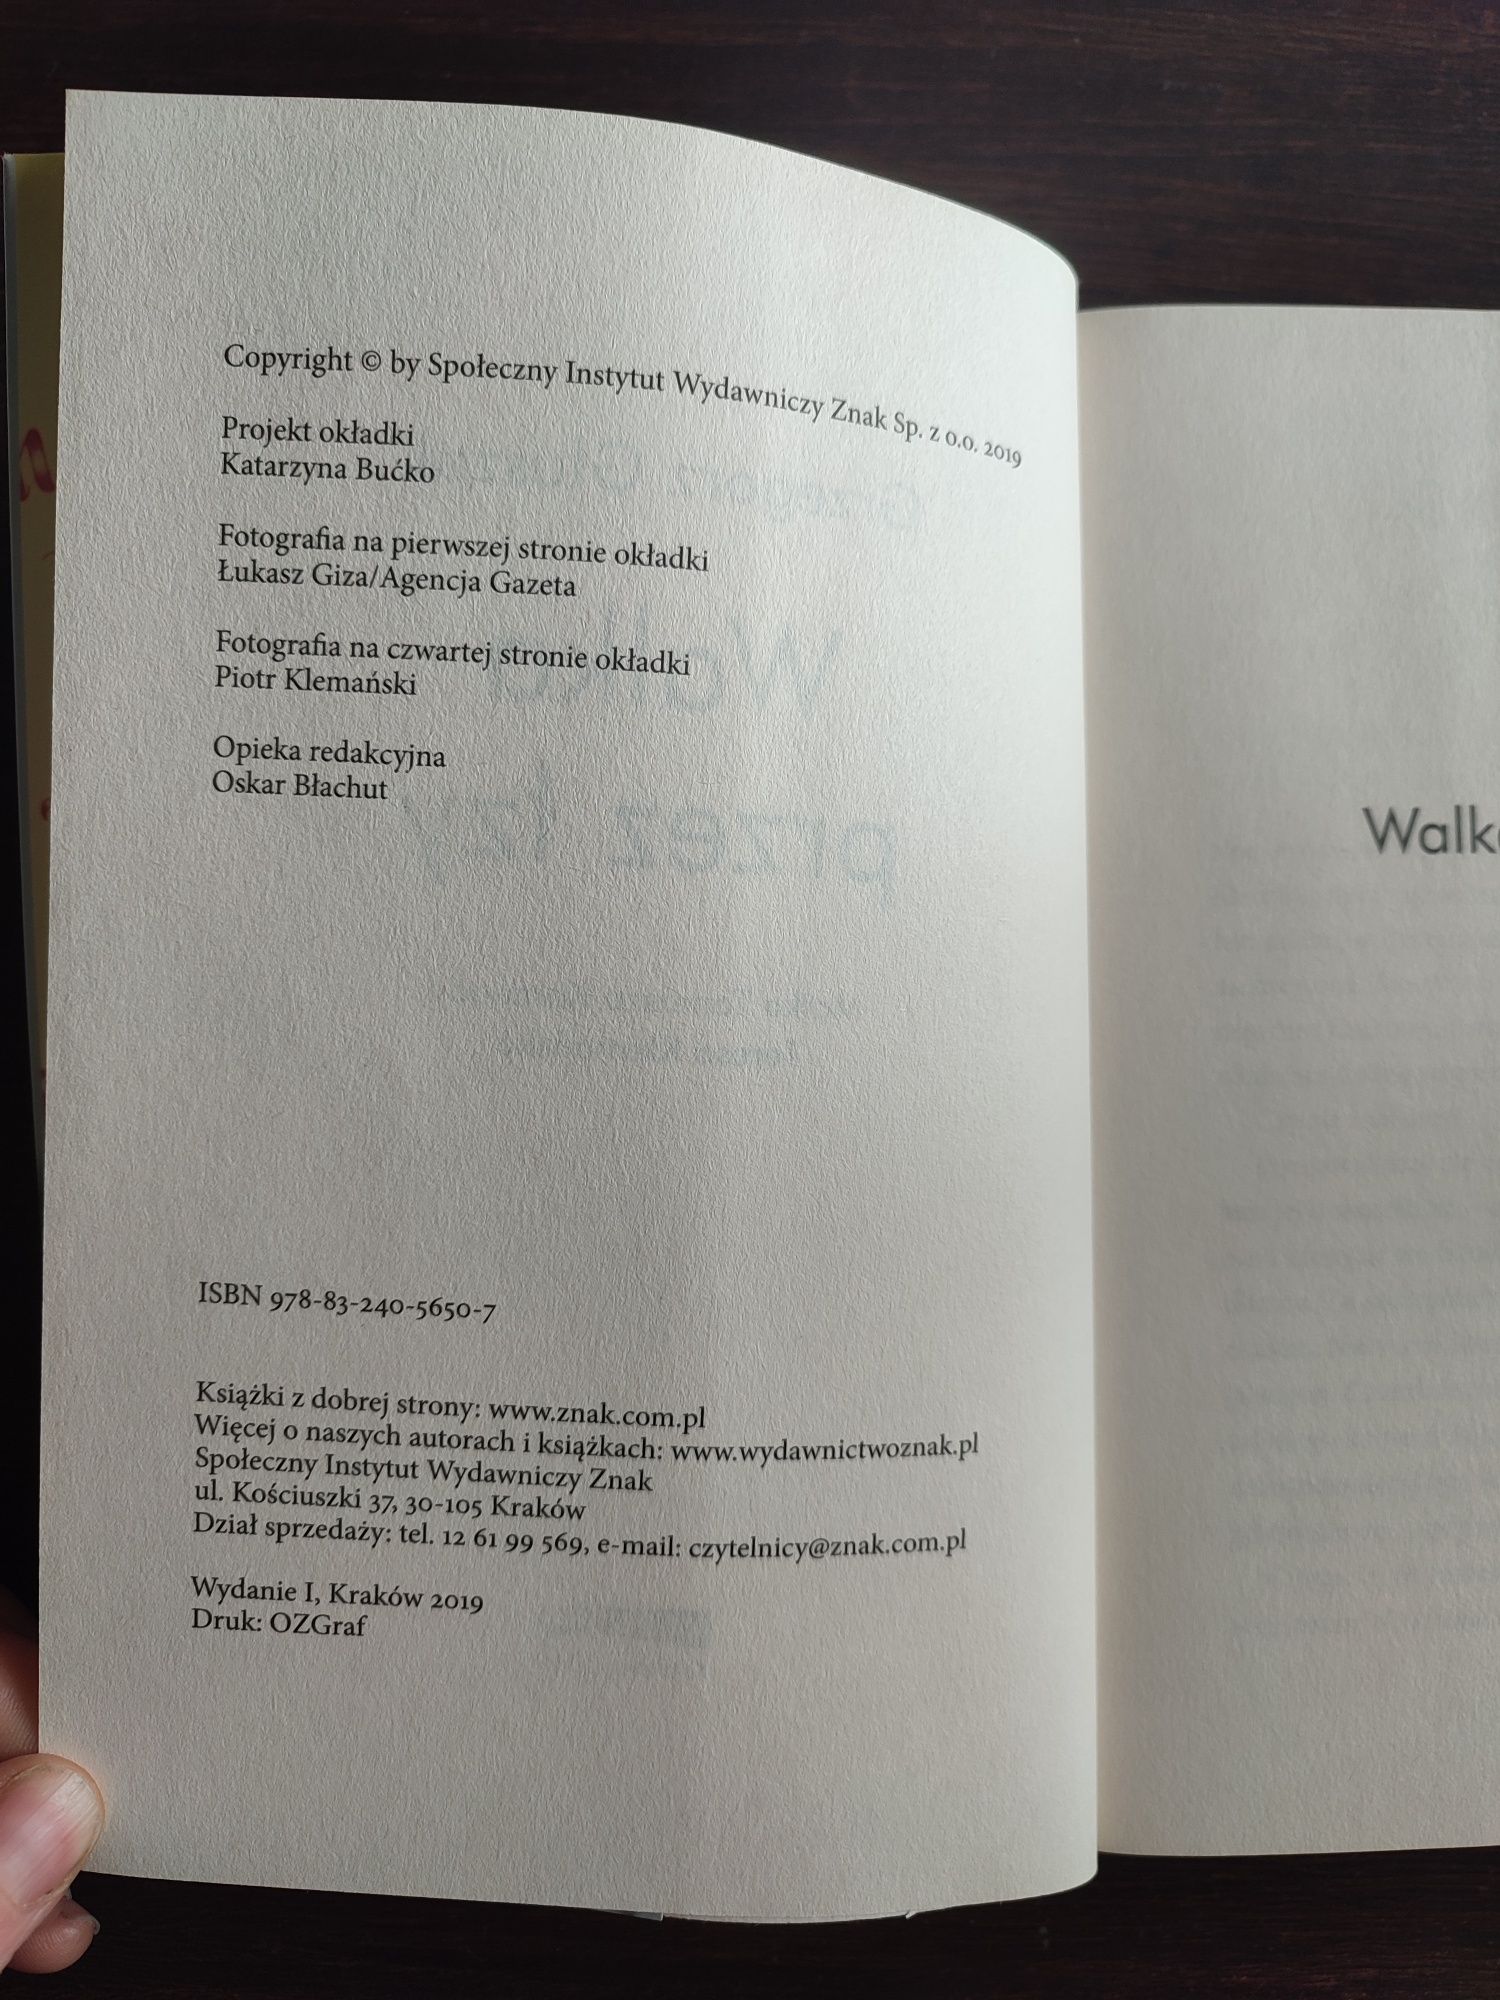 Copyright © by Społeczny Instytut Wydawniczy Znak Sp. z o.o. 2019
Projekt okładki
Katarzyna Bućko
Fotografia na pierwszej stronie okładki
Łukasz Giza/Agencja Gazeta
Fotografia na czwartej stronie okładki
Piotr Klemański
Opieka redakcyjna
Oskar Błachut
ISBN 978-83-240-5650-7
Książki z dobrej strony: www.znak.com.pl
Więcej o naszych autorach i książkach: www.wydawnictwoznak.pl
Społeczny Instytut Wydawniczy Znak
ul. Kościuszki 37, 30-105 Kraków
Dział sprzedaży: tel. 12 61 99 569, e-mail: czytelnicy@znak.com.pl
Wydanie I, Kraków 2019
Druk: OZGraf